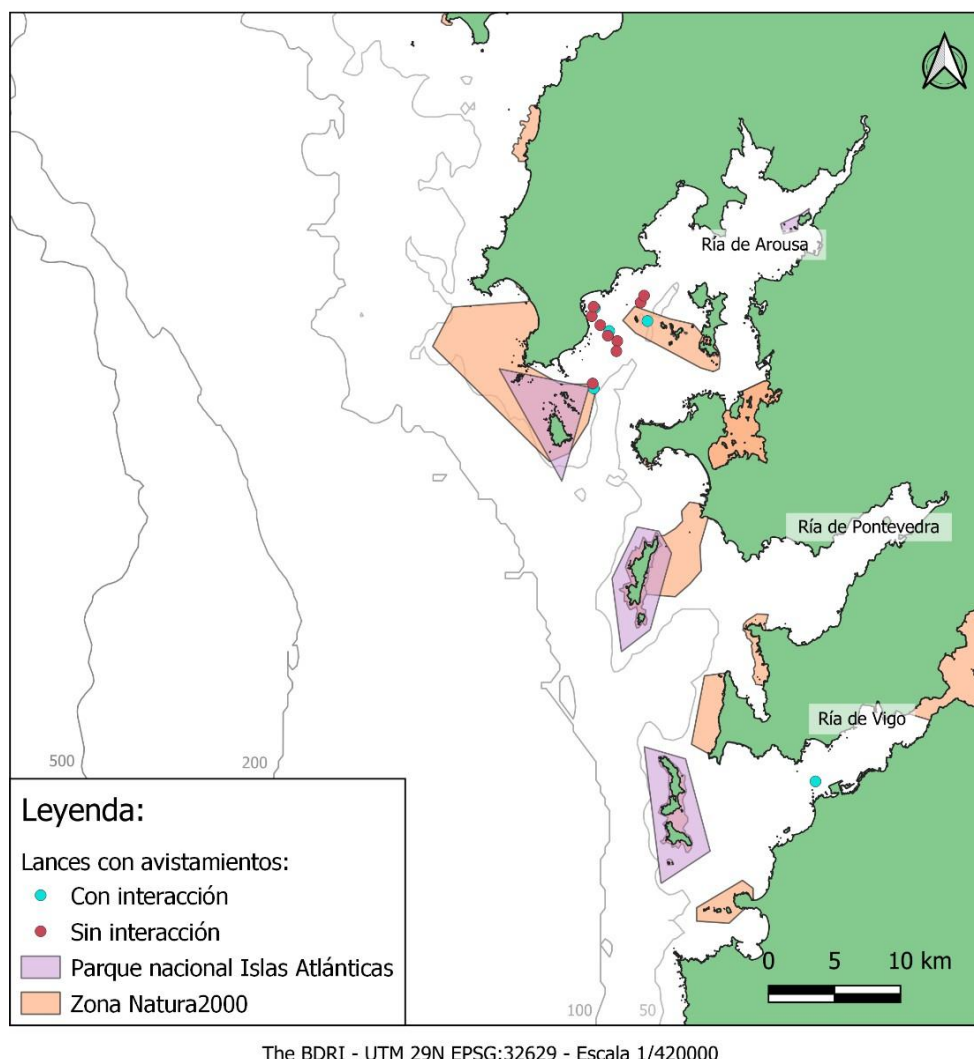 Ría de Arousa
Ría de Pontevedra
Ría de Vigo
500
200
Leyenda:
Lances con avistamientos:
Con interacción
Sin interacción
Parque nacional Islas Atlánticas
Zona Natura2000
100
50
0 5 10 km
The BDRI - UTM 29N EPSG:32629 - Escala 1/420000